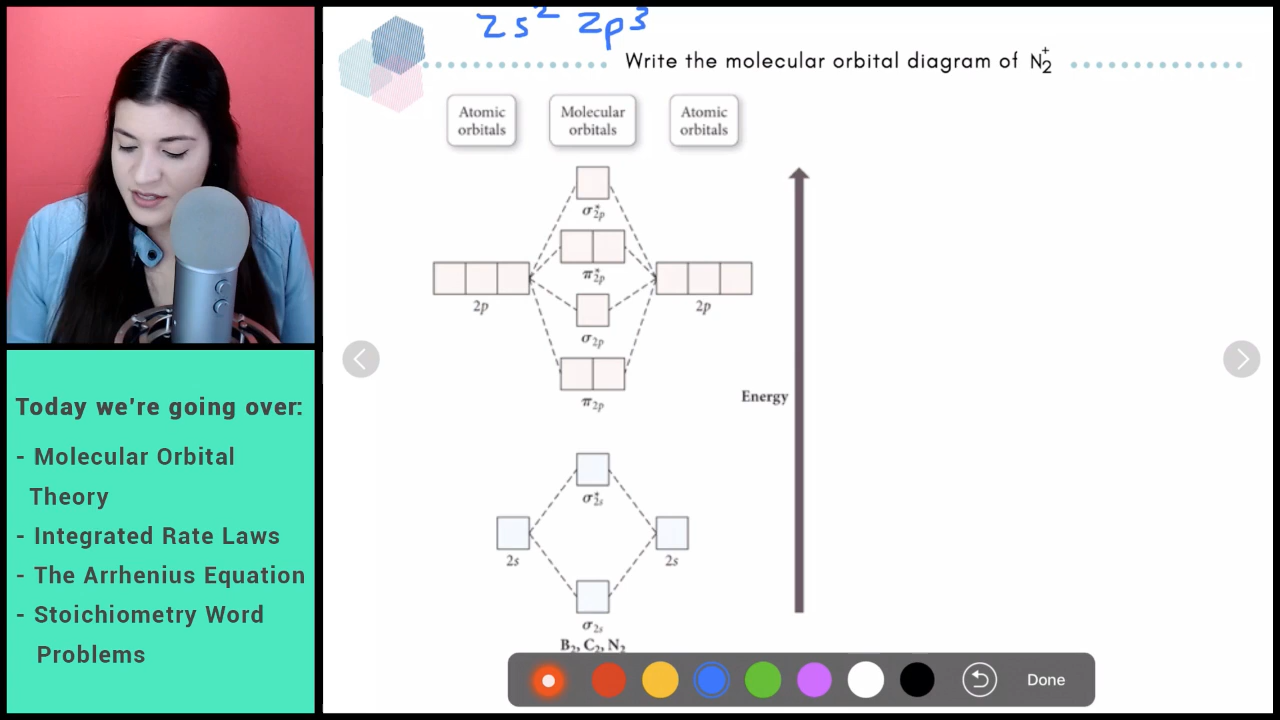 2s² 2p³
Write the molecular orbital diagram of N₂⁺
Atomic orbitals
Molecular orbitals
Atomic orbitals
σ*2p
π*2p
2p
2p
σ2p
π2p
Energy
σ*2s
2s
2s
σ2s
B₂, C₂, N₂
Done
Today we're going over:
- Molecular Orbital
Theory
- Integrated Rate Laws
- The Arrhenius Equation
- Stoichiometry Word
Problems